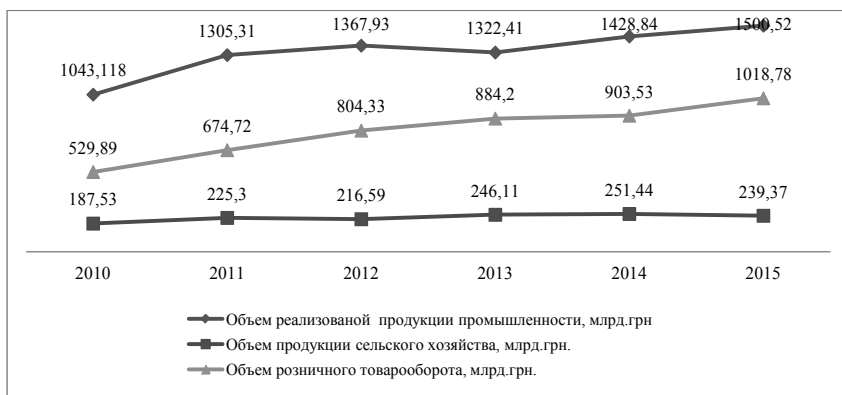 1043,118 1305,31 1367,93 1322,41 1428,84 1500,52
529,89 674,72 804,33 884,2 903,53 1018,78
187,53 225,3 216,59 246,11 251,44 239,37
2010 2011 2012 2013 2014 2015
Объем реализованой продукции промышленности, млрд.грн
Объем продукции сельского хозяйства, млрд.грн.
Объем розничного товарооборота, млрд.грн.